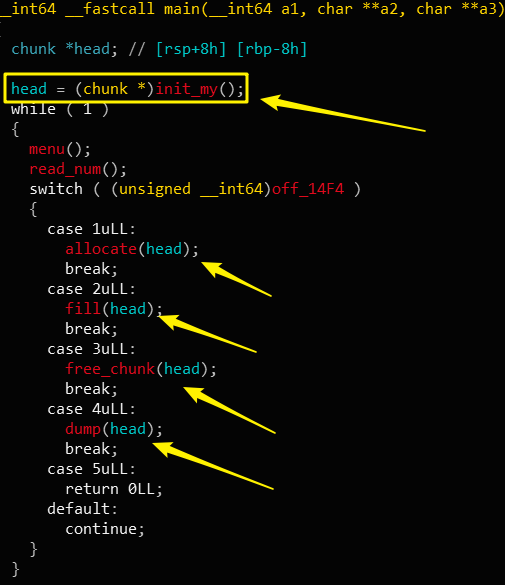 __int64 __fastcall main(__int64 a1, char **a2, char **a3)
{
chunk *head; // [rsp+8h] [rbp-8h]
head = (chunk *)init_my();
while ( 1 )
{
menu();
read_num();
switch ( (unsigned __int64)off_14F4 )
{
case 1uLL:
allocate(head);
break;
case 2uLL:
fill(head);
break;
case 3uLL:
free_chunk(head);
break;
case 4uLL:
dump(head);
break;
case 5uLL:
return 0LL;
default:
continue;
}
}